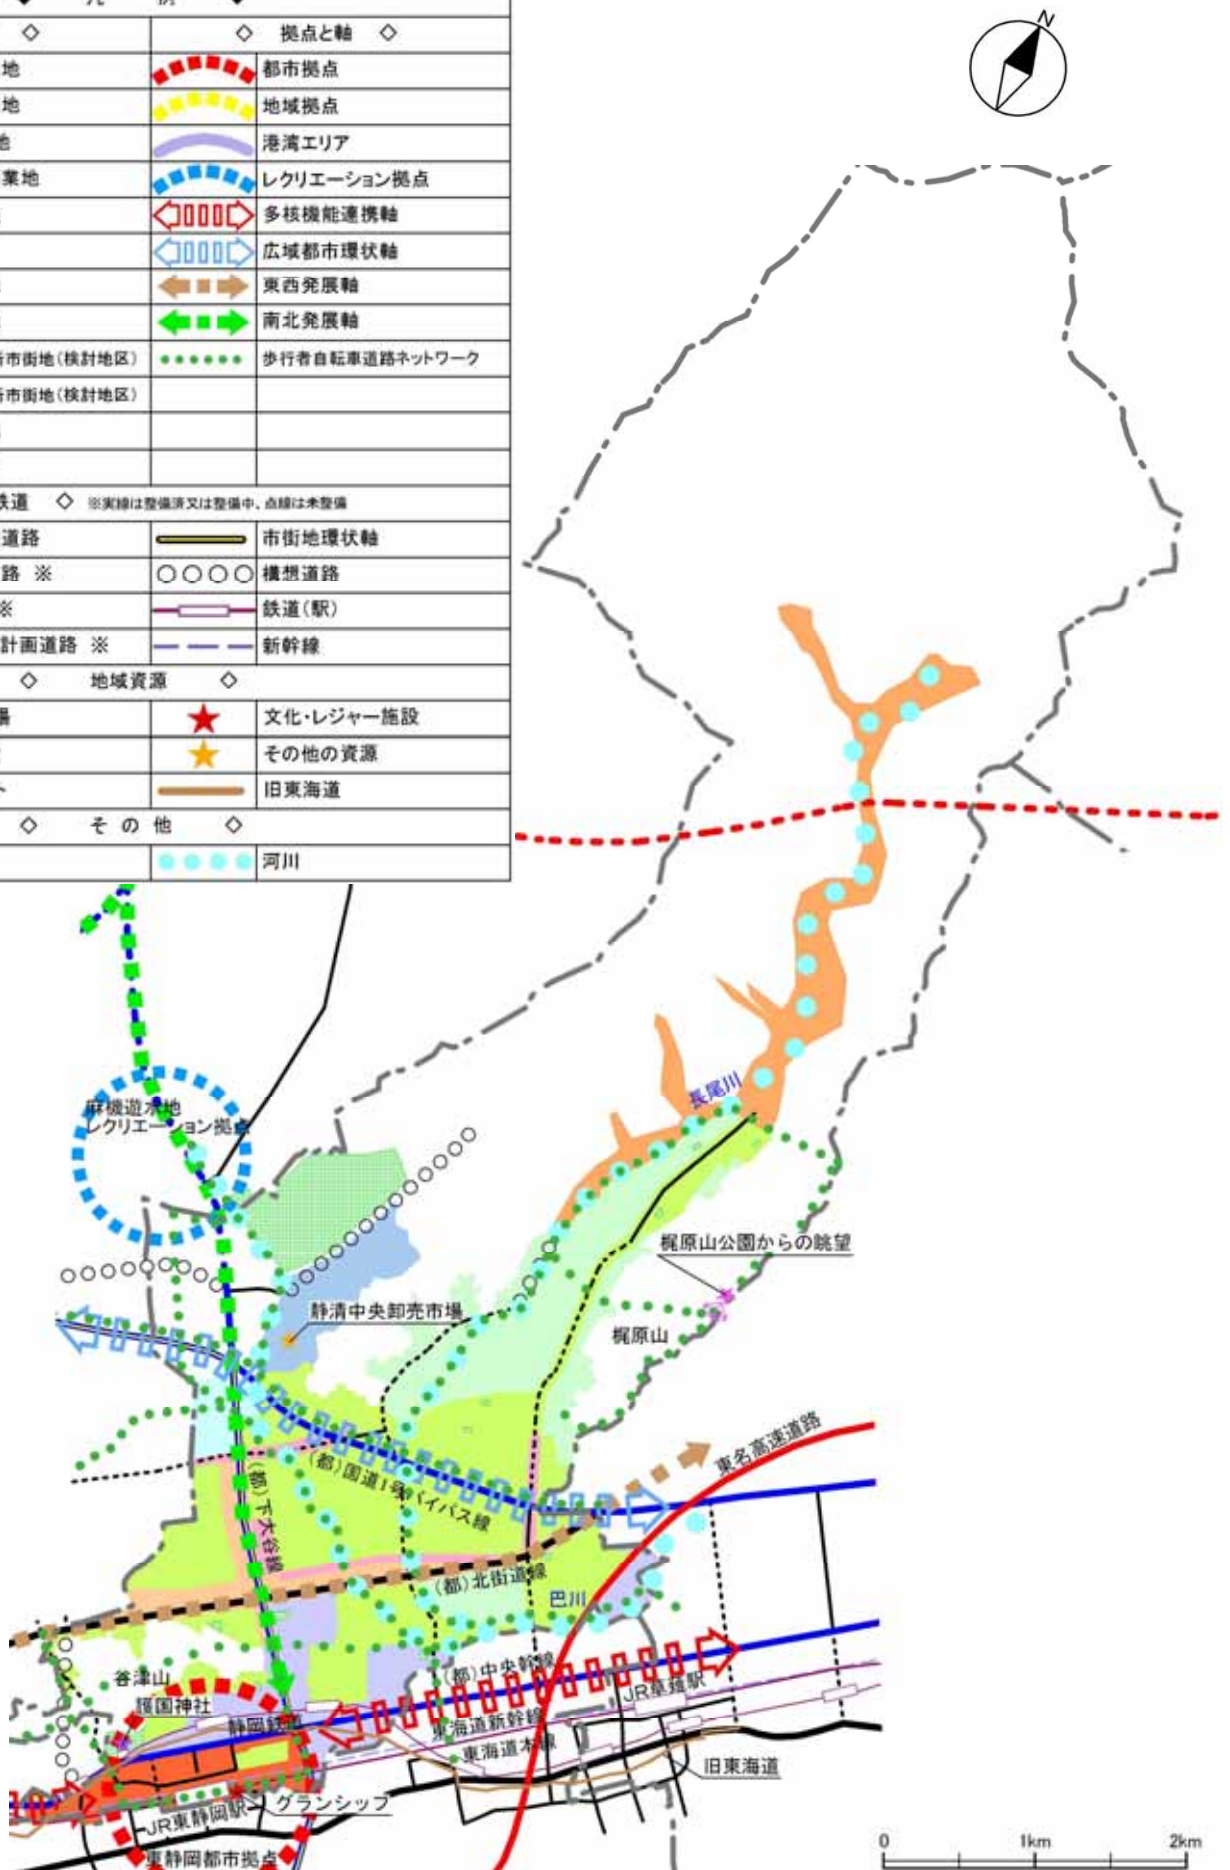 凡 例
拠点と軸
地 都市拠点
地 地域拠点
地 港湾エリア
業地 レクリエーション拠点
多核機能連携軸
広域都市環状軸
東西発展軸
南北発展軸
市街地(検討地区) 歩行者自転車道路ネットワーク
市街地(検討地区)
鉄道 ※実線は整備済又は整備中、点線は未整備
道路 市街地環状軸
路 ※ 構想道路
※ 鉄道(駅)
計画道路 ※ 新幹線
地域資源
場 文化・レジャー施設
その他の資源
旧東海道
その他
河川
N
麻機遊水地
レクリエーション拠点
長尾川
梶原山公園からの眺望
静清中央卸売市場
梶原山
東名高速道路
(都)国道1号バイパス線
(都)下大谷線
(都)北街道線
巴川
谷津山
護国神社
静岡鉄道
(都)中央幹線
JR草薙駅
東海道新幹線
東海道本線
旧東海道
グランシップ
JR東静岡駅
東静岡都市拠点
0 1km 2km